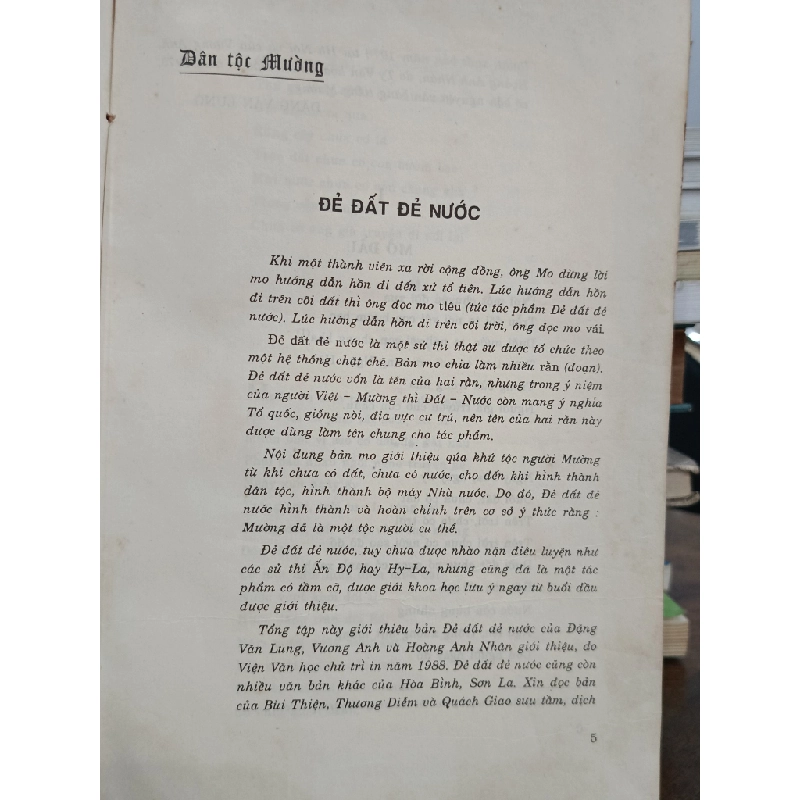 Dân tộc Mường
ĐẺ ĐẤT ĐẺ NƯỚC
Khi một thành viên xa rời cộng đồng, ông Mo dùng lời
mo hướng dẫn hồn đi đến xứ tổ tiên. Lúc hướng dẫn hồn
đi trên cõi đất thì ông đọc mo vlêu (tức tác phẩm Đẻ đất đẻ
nước). Lúc hướng dẫn hồn đi trên cõi trời, ông đọc mo vái.
Đẻ đất đẻ nước là một sử thi thật sự được tổ chức theo
một hệ thống chặt chẽ. Bản mo chia làm nhiều rằn (đoạn).
Đẻ đất đẻ nước vốn là tên của hai rằn, nhưng trong ý niệm
của người Việt - Mường thì Đất - Nước còn mang ý nghĩa
Tổ quốc, giống nòi, địa vực cư trú, nên tên của hai rằn này
được dùng làm tên chung cho tác phẩm.
Nội dung bản mo giới thiệu qúa khứ tộc người Mường
từ khi chưa có đất, chưa có nước, cho đến khi hình thành
dân tộc, hình thành bộ máy Nhà nước. Do đó, Đẻ đất đẻ
nước hình thành và hoàn chỉnh trên cơ sở ý thức rằng :
Mường đã là một tộc người cụ thể.
Đẻ đất đẻ nước, tuy chưa được nhào nặn điêu luyện như
các sử thi Ấn Độ hay Hy-La, nhưng cũng đã là một tác
phẩm có tầm cỡ, được giới khoa học lưu ý ngay từ buổi đầu
được giới thiệu.
Tổng tập này giới thiệu bản Đẻ đất đẻ nước của Đặng
Văn Lung, Vương Anh và Hoàng Anh Nhân giới thiệu, do
Viện Văn học chủ trì in năm 1988. Đẻ đất đẻ nước cũng còn
nhiều văn bản khác của Hòa Bình, Sơn La. Xin đọc bản
của Bùi Thiện, Thương Diễm và Quách Giao sưu tầm, dịch
5